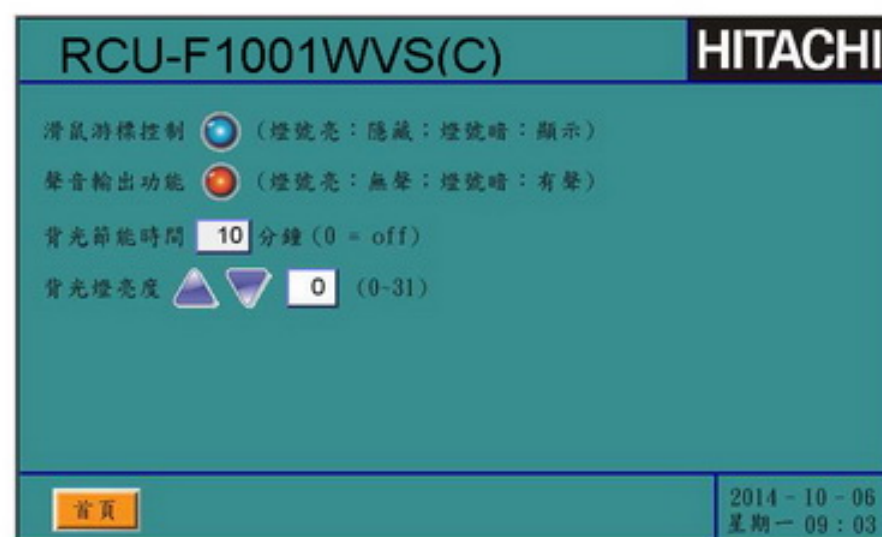 RCU-F1001WVS(C)
HITACHI
滑鼠游標控制 (燈號亮：隱藏；燈號暗：顯示)
聲音輸出功能 (燈號亮：無聲；燈號暗：有聲)
背光節能時間 10 分鐘(0 = off)
背光燈亮度 0 (0~31)
首頁
2014 - 10 - 06
星期一 09 : 03